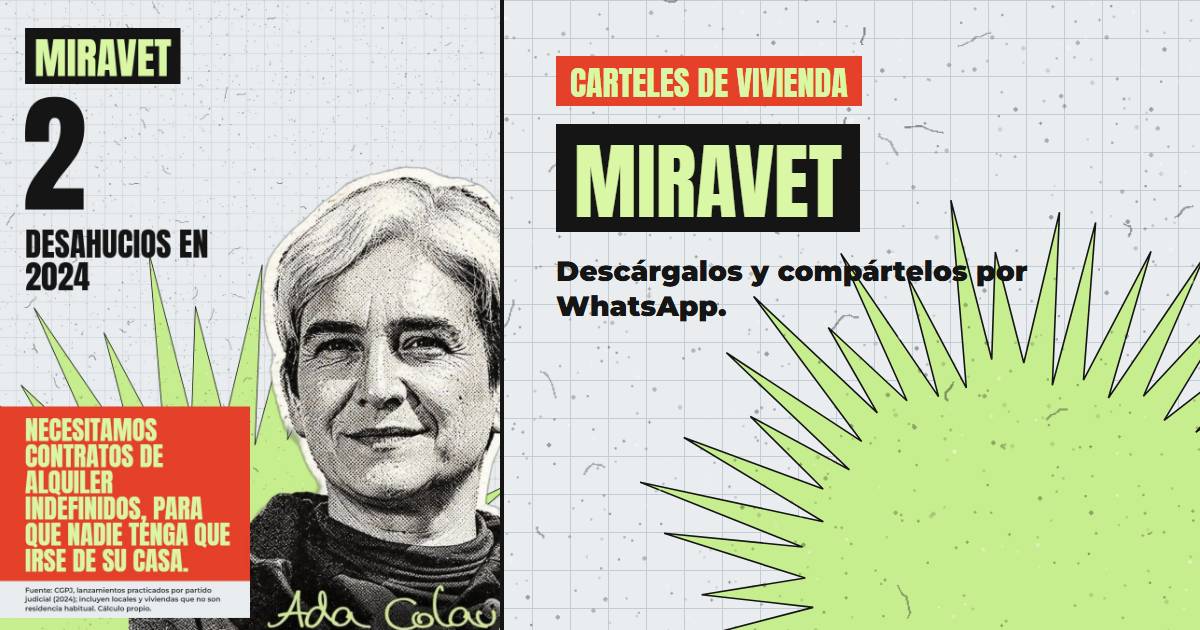 MIRAVET
2
DESAHUCIOS EN
2024
NECESITAMOS
CONTRATOS DE
ALQUILER
INDEFINIDOS, PARA
QUE NADIE TENGA QUE
IRSE DE SU CASA.
Fuente: CGPJ, lanzamientos practicados por partido
judicial (2024); incluyen locales y viviendas que no son
residencia habitual. Cálculo propio.
Ada Colau
CARTELES DE VIVIENDA
MIRAVET
Descárgalos y compártelos por
WhatsApp.